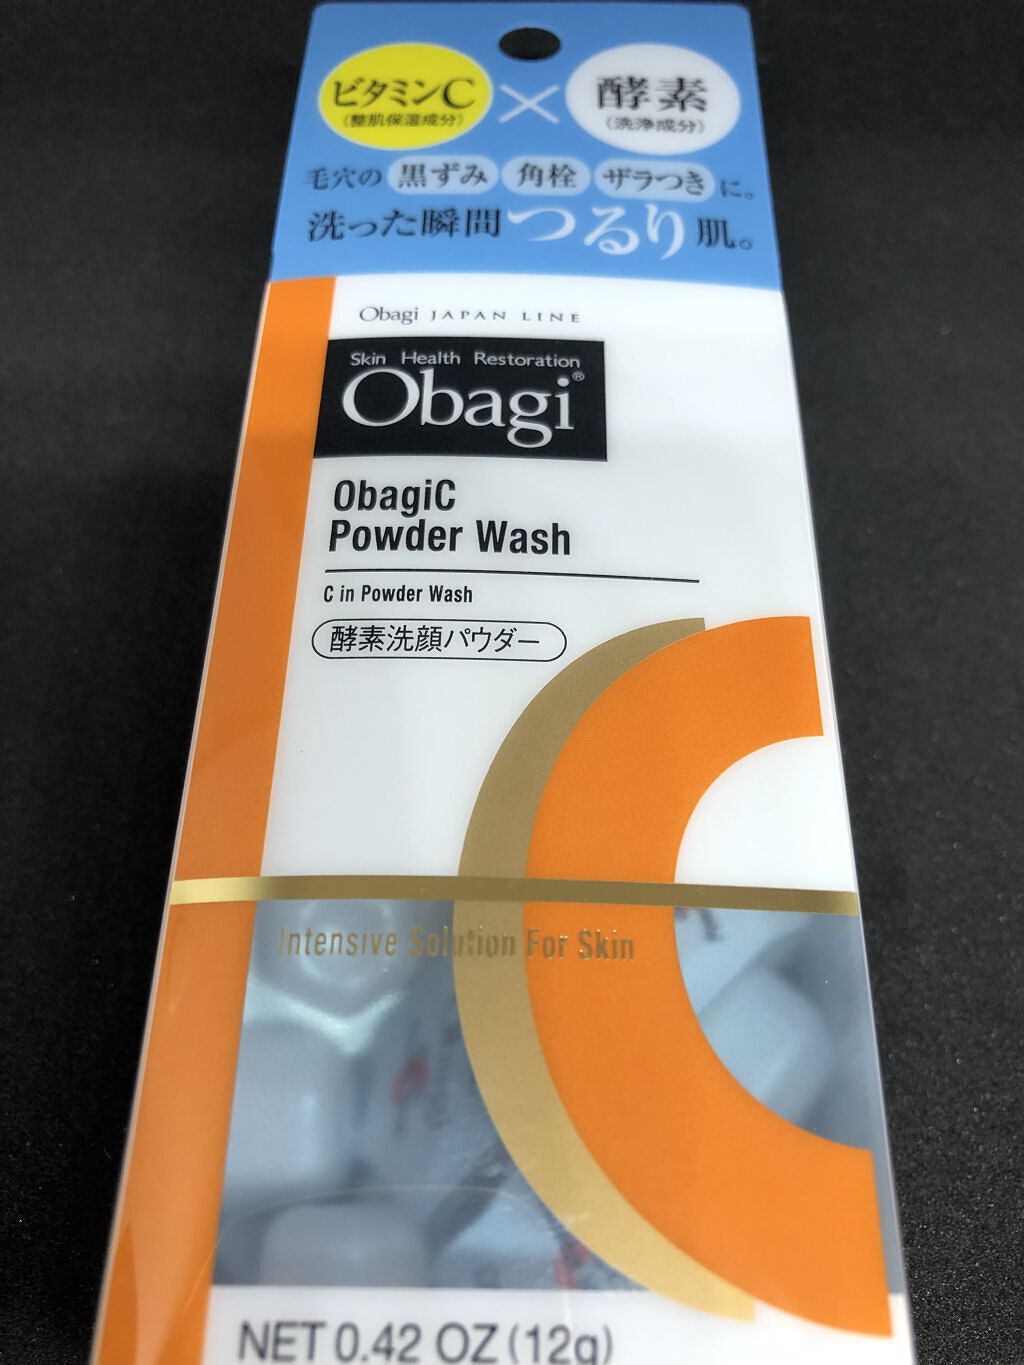 ビタミンC × 酵素
(整肌保湿成分) (洗浄成分)
毛穴の 黒ずみ 角栓 ザラつき に。
洗った瞬間つるり肌。
Obagi JAPAN LINE
Skin Health Restoration
Obagi®
ObagiC
Powder Wash
C in Powder Wash
酵素洗顔パウダー
Intensive Solution For Skin
NET 0.42 OZ (12g)